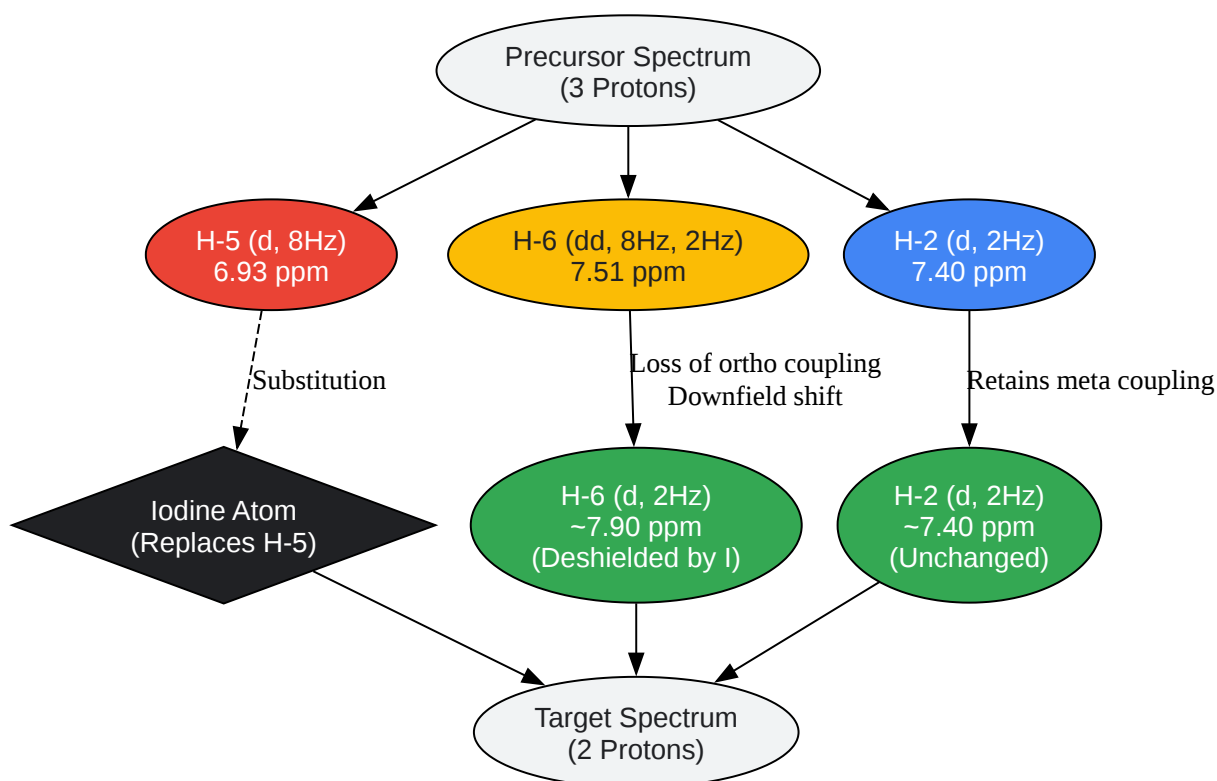 Precursor Spectrum
(3 Protons)
H-5 (d, 8Hz)
6.93 ppm
H-6 (dd, 8Hz, 2Hz)
7.51 ppm
H-2 (d, 2Hz)
7.40 ppm
Substitution
Loss of ortho coupling
Downfield shift
Retains meta coupling
Iodine Atom
(Replaces H-5)
H-6 (d, 2Hz)
~7.90 ppm
(Deshielded by I)
H-2 (d, 2Hz)
~7.40 ppm
(Unchanged)
Target Spectrum
(2 Protons)